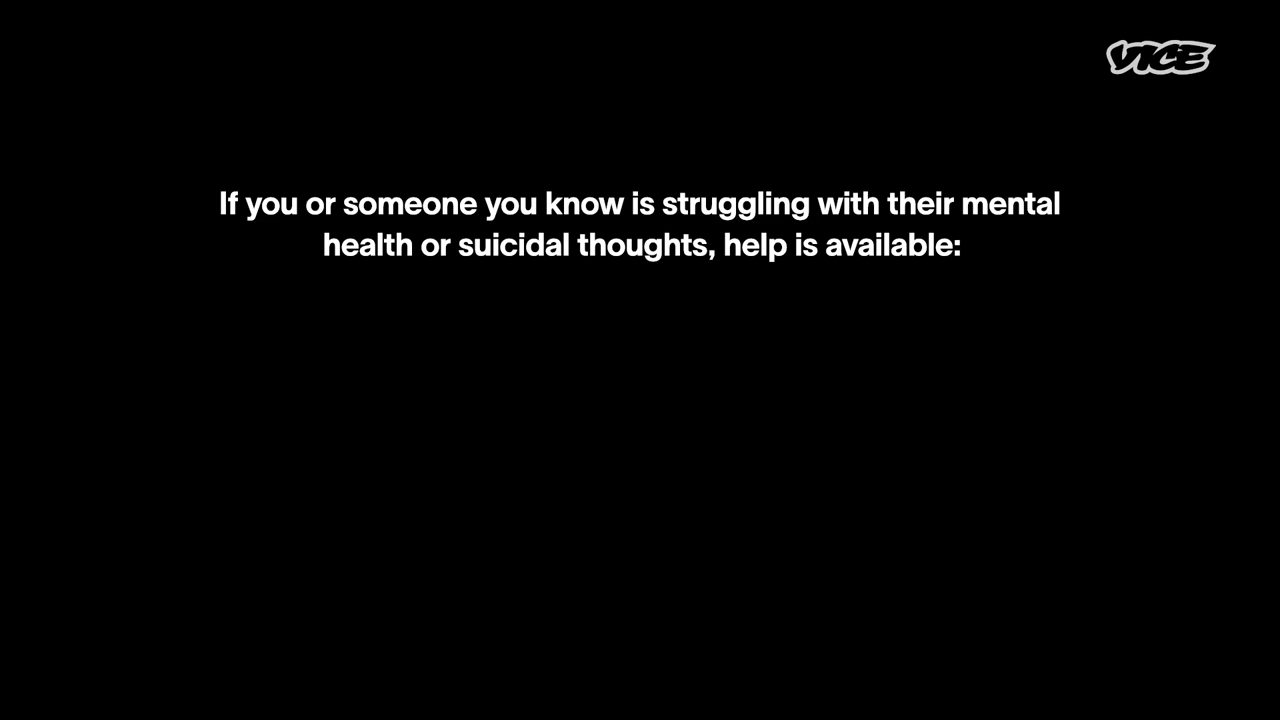 VICE
If you or someone you know is struggling with their mental
health or suicidal thoughts, help is available: